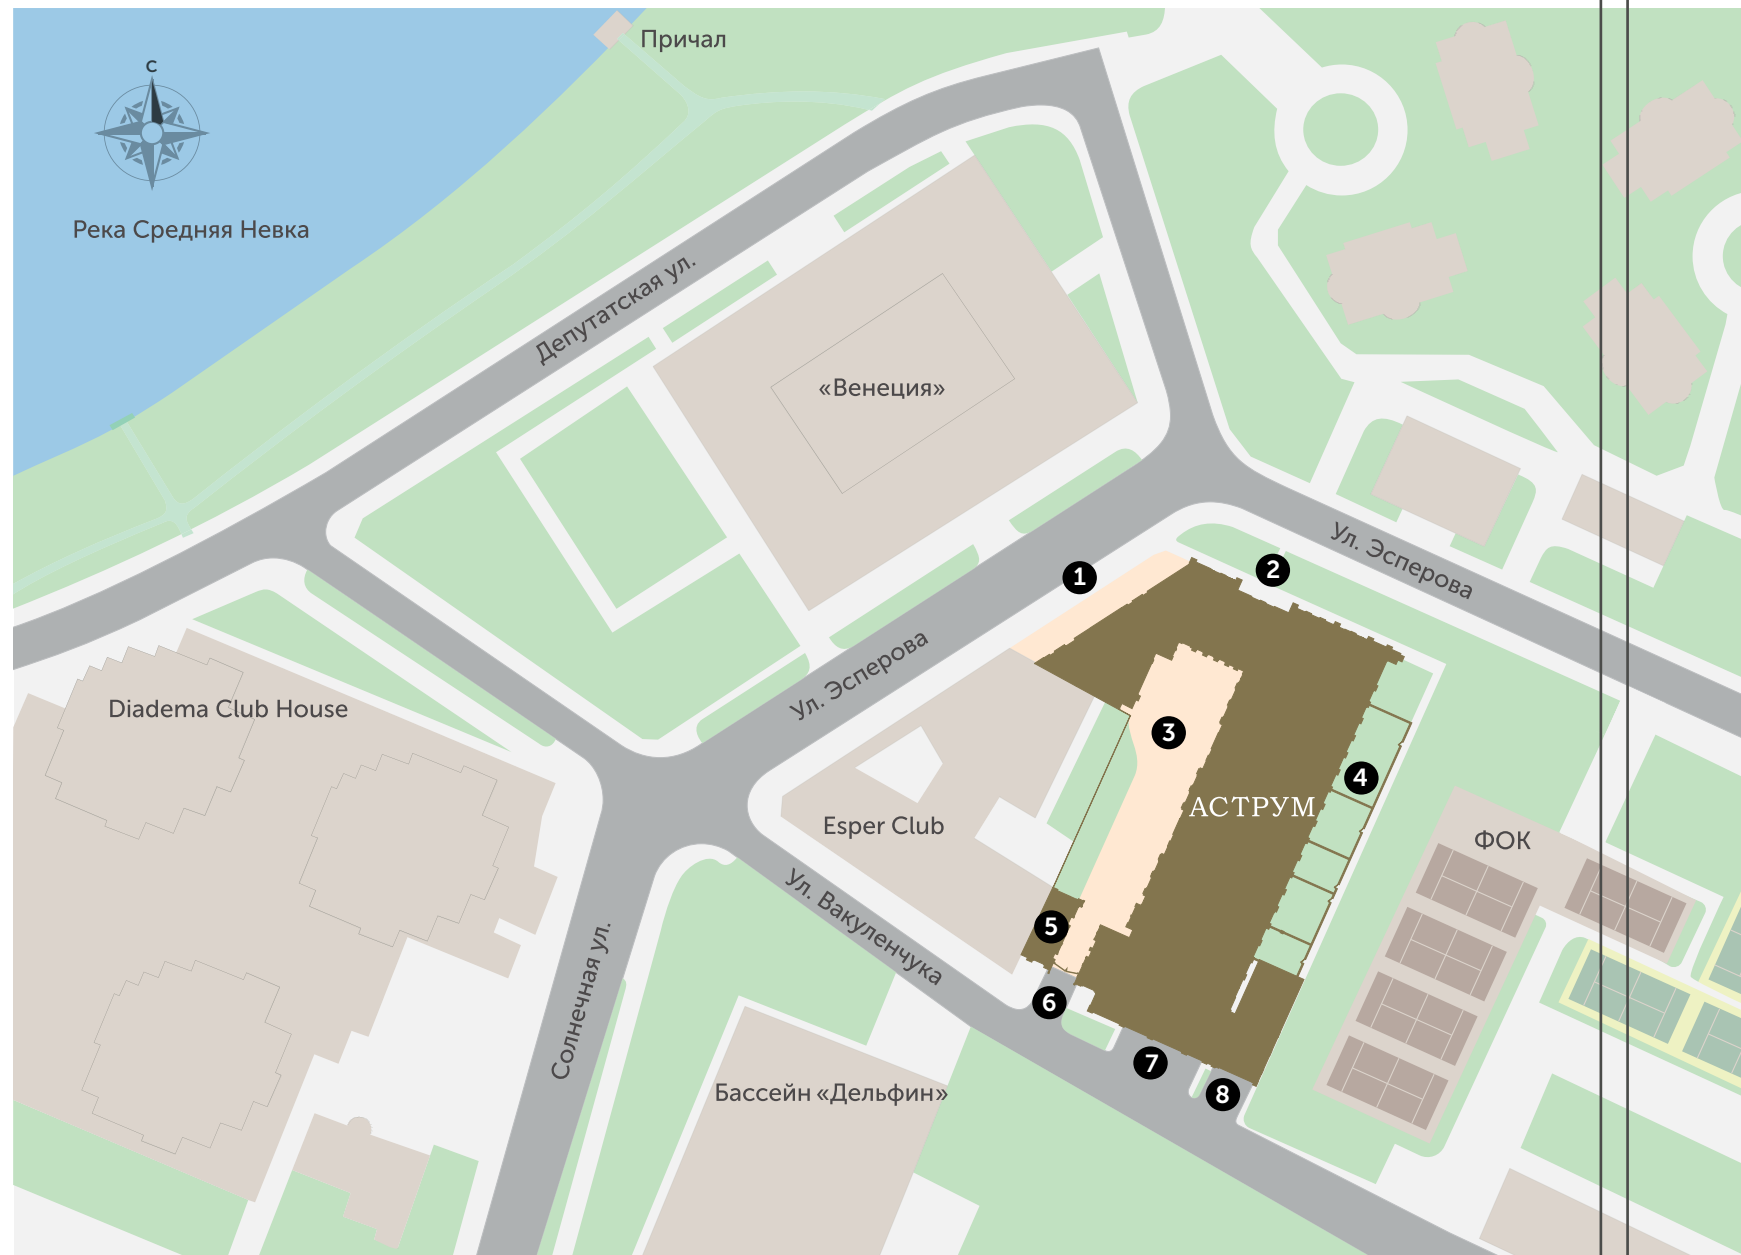 Причал
С
Река Средняя Невка
Депутатская ул.
«Венеция»
Ул. Эсперова
1
2
Ул. Эсперова
Diadema Club House
3
4
АСТРУМ
Esper Club
ФОК
Ул. Вакуленчука
5
Солнечная ул.
6
7
Бассейн «Дельфин»
8